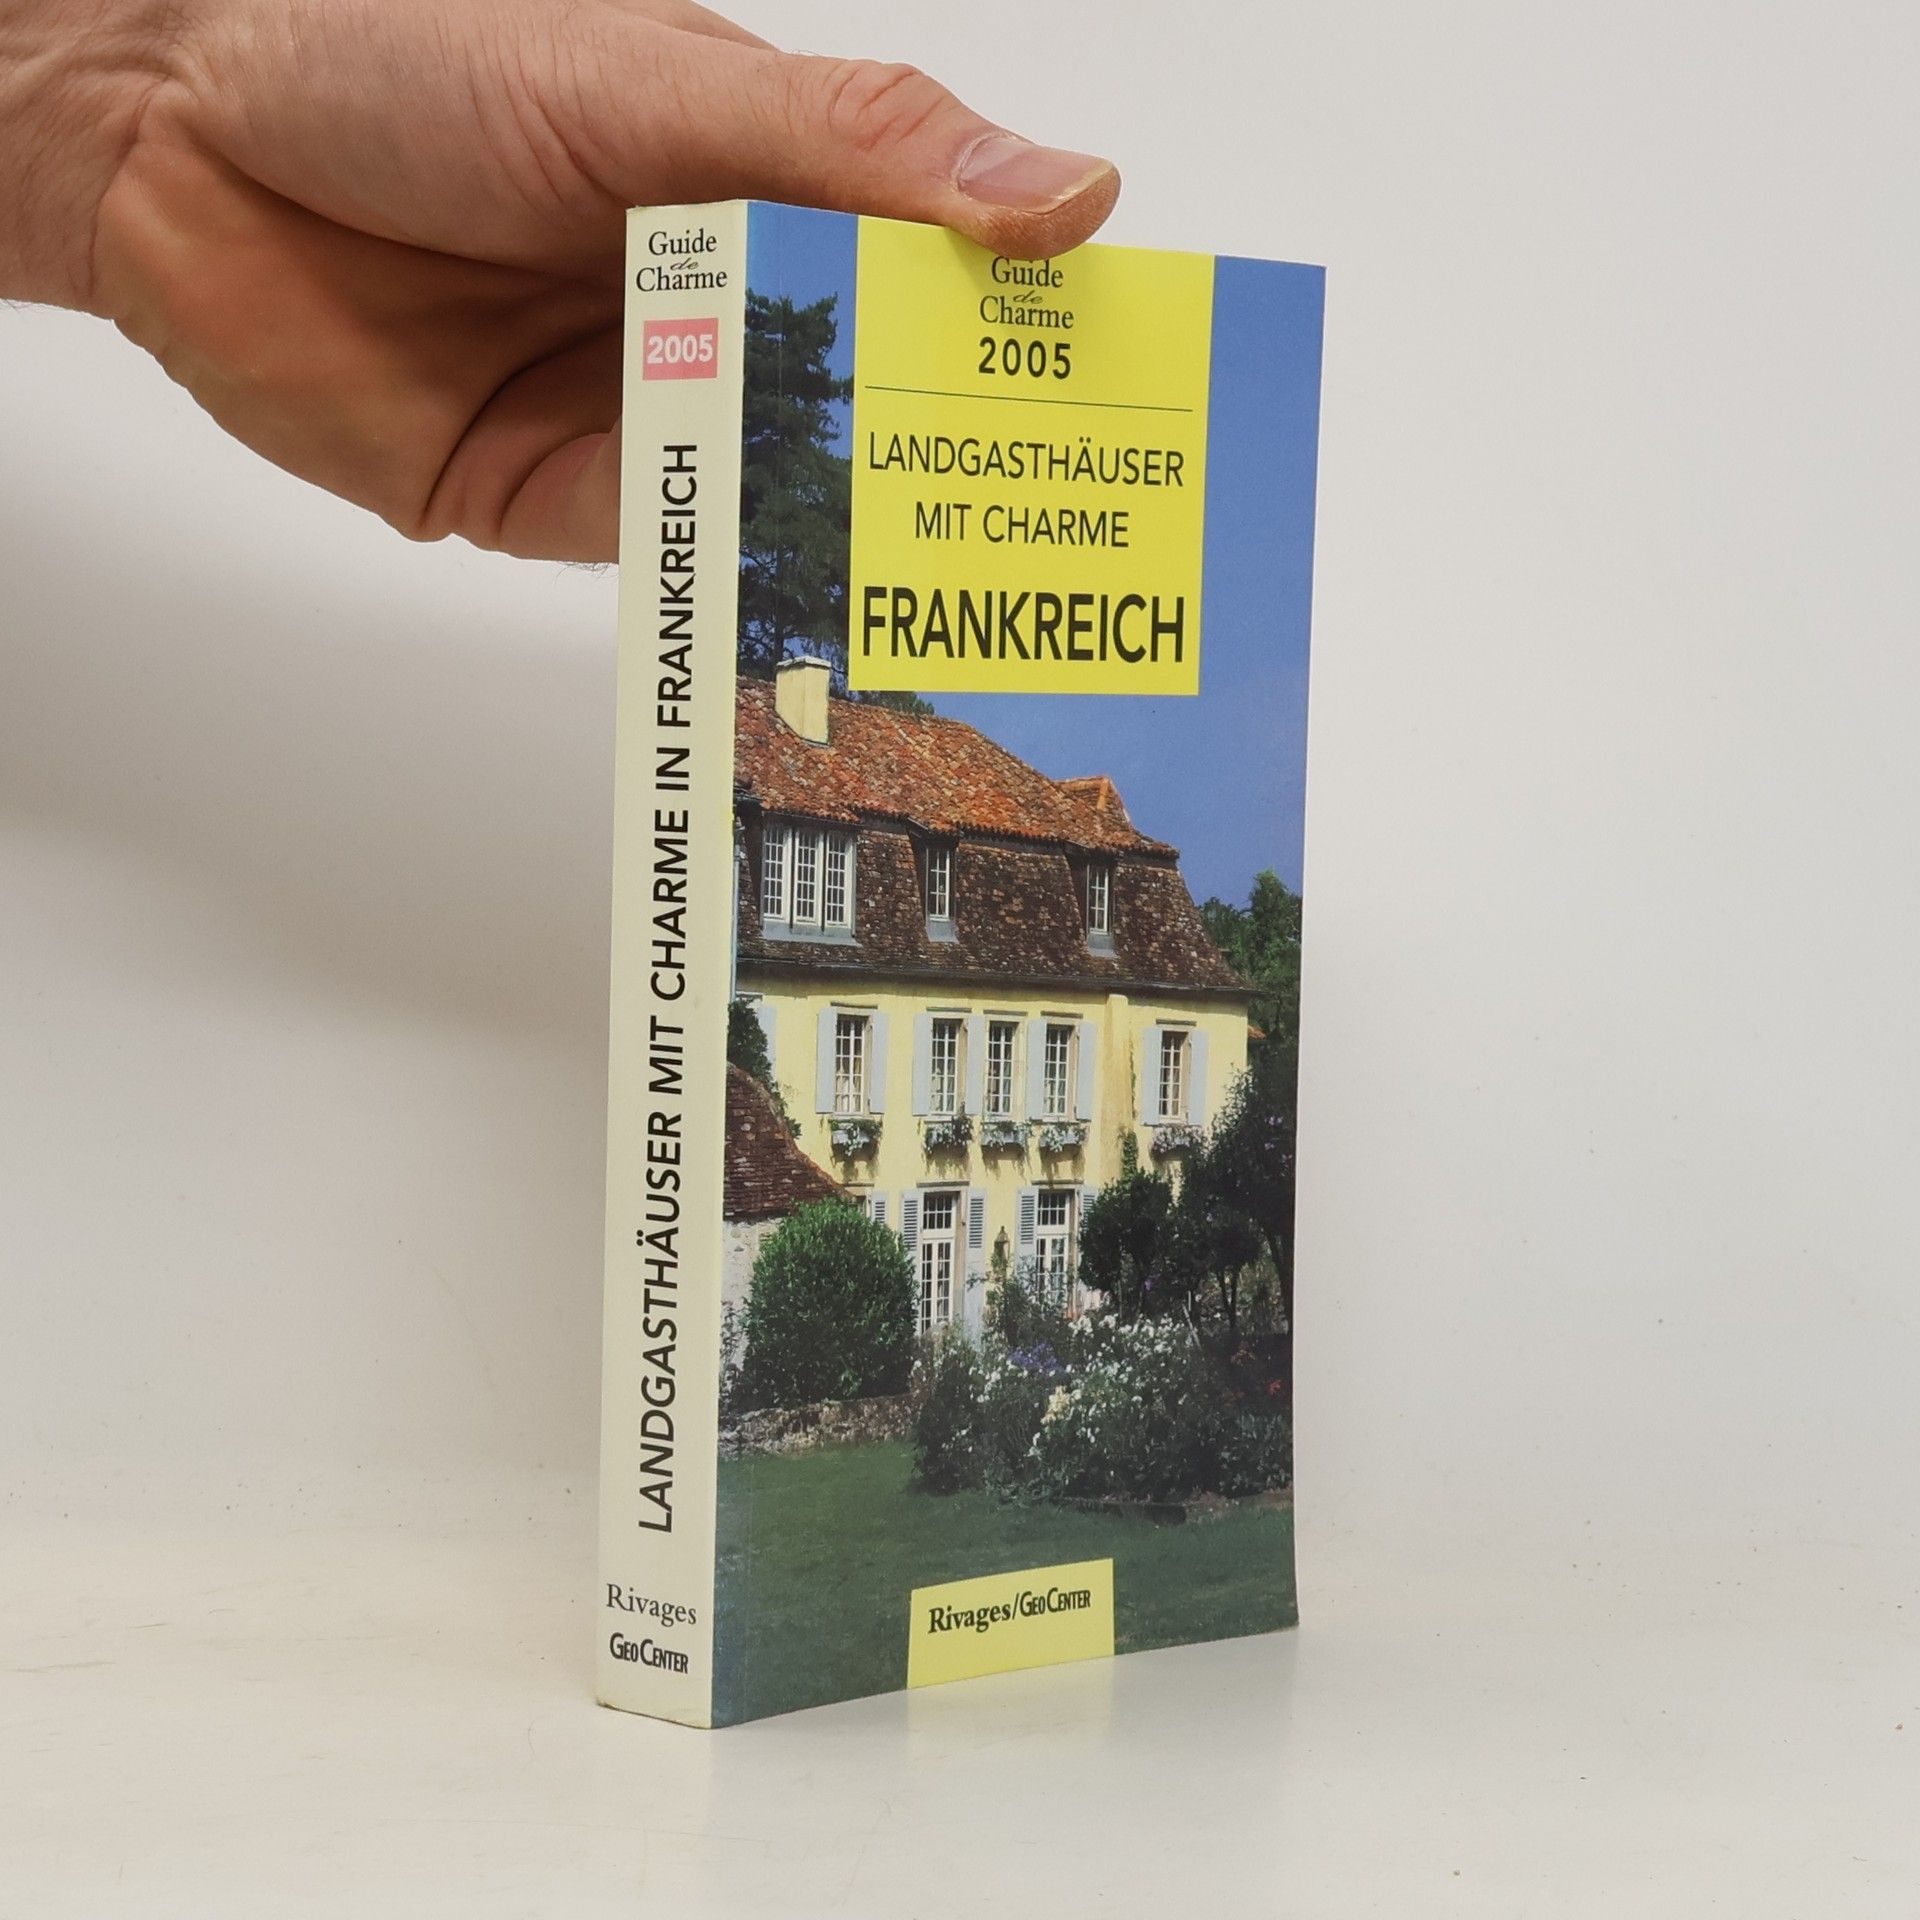 Guide
de
Charme
2005
LANDGASTHÄUSER MIT CHARME IN FRANKREICH
Rivages
GEOCENTER
Guide
de
Charme
2005
LANDGASTHÄUSER
MIT CHARME
FRANKREICH
Rivages/GEOCENTER